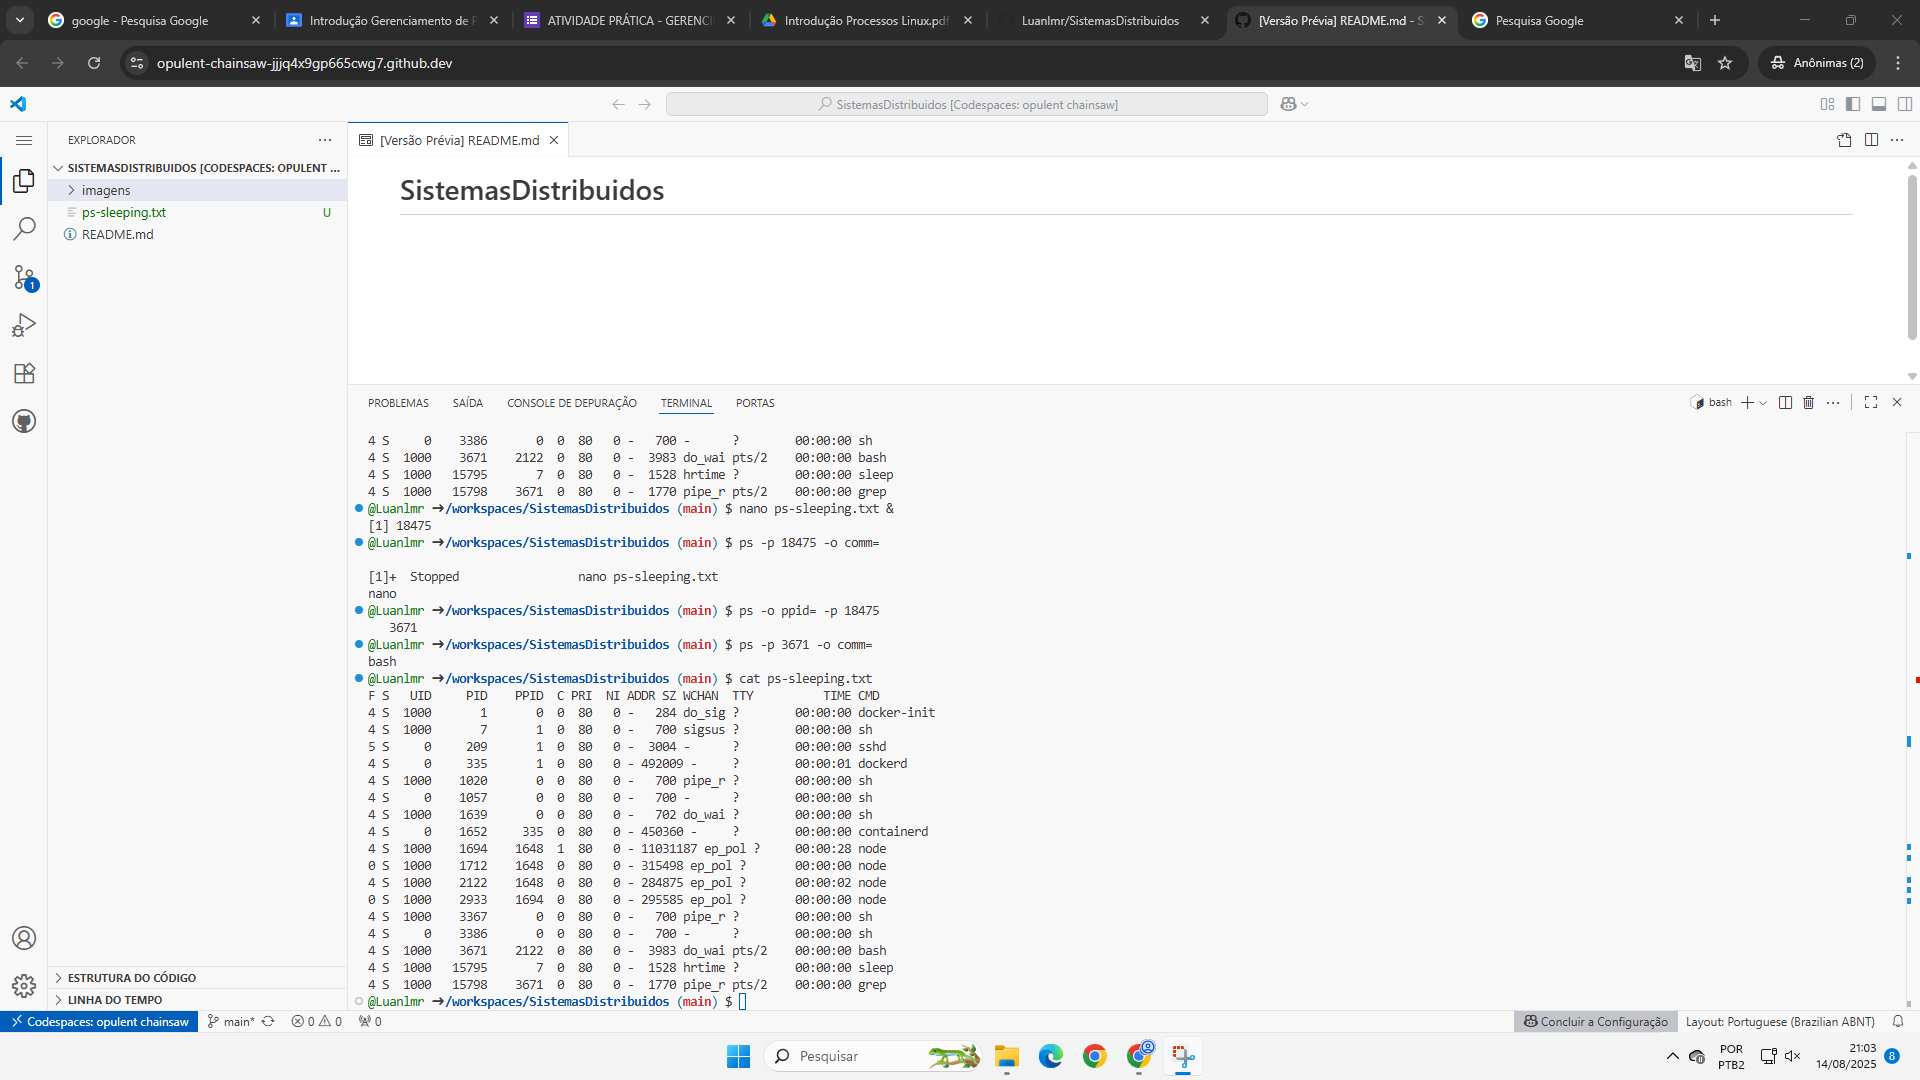 google - Pesquisa Google
Introdução Gerenciamento de P
ATIVIDADE PRÁTICA - GERENCI
Introdução Processos Linux.pdf
Luanlmr/SistemasDistribuidos
[Versão Prévia] README.md - S
Pesquisa Google
opulent-chainsaw-jjjq4x9gp665cwg7.github.dev
Anônimas (2)
SistemasDistribuidos [Codespaces: opulent chainsaw]
EXPLORADOR
[Versão Prévia] README.md
SISTEMASDISTRIBUIDOS [CODESPACES: OPULENT ...
imagens
ps-sleeping.txt U
README.md
1
SistemasDistribuidos
PROBLEMAS SAÍDA CONSOLE DE DEPURAÇÃO TERMINAL PORTAS
bash
4 S 0 3386 0 0 80 0 - 700 - ? 00:00:00 sh
4 S 1000 3671 2122 0 80 0 - 3983 do_wai pts/2 00:00:00 bash
4 S 1000 15795 7 0 80 0 - 1528 hrtime ? 00:00:00 sleep
4 S 1000 15798 3671 0 80 0 - 1770 pipe_r pts/2 00:00:00 grep
@Luanlmr ➜/workspaces/SistemasDistribuidos (main) $ nano ps-sleeping.txt &
[1] 18475
@Luanlmr ➜/workspaces/SistemasDistribuidos (main) $ ps -p 18475 -o comm=
[1]+ Stopped nano ps-sleeping.txt
nano
@Luanlmr ➜/workspaces/SistemasDistribuidos (main) $ ps -o ppid= -p 18475
3671
@Luanlmr ➜/workspaces/SistemasDistribuidos (main) $ ps -p 3671 -o comm=
bash
@Luanlmr ➜/workspaces/SistemasDistribuidos (main) $ cat ps-sleeping.txt
F S UID PID PPID C PRI NI ADDR SZ WCHAN TTY TIME CMD
4 S 1000 1 0 0 80 0 - 284 do_sig ? 00:00:00 docker-init
4 S 1000 7 1 0 80 0 - 700 sigsus ? 00:00:00 sh
5 S 0 209 1 0 80 0 - 3004 - ? 00:00:00 sshd
4 S 0 335 1 0 80 0 - 492009 - ? 00:00:01 dockerd
4 S 1000 1020 0 0 80 0 - 700 pipe_r ? 00:00:00 sh
4 S 0 1057 0 0 80 0 - 700 - ? 00:00:00 sh
4 S 1000 1639 0 0 80 0 - 702 do_wai ? 00:00:00 sh
4 S 0 1652 335 0 80 0 - 450360 - ? 00:00:00 containerd
4 S 1000 1694 1648 1 80 0 - 11031187 ep_pol ? 00:00:28 node
0 S 1000 1712 1648 0 80 0 - 315498 ep_pol ? 00:00:00 node
4 S 1000 2122 1648 0 80 0 - 284875 ep_pol ? 00:00:02 node
0 S 1000 2933 1694 0 80 0 - 295585 ep_pol ? 00:00:00 node
4 S 1000 3367 0 0 80 0 - 700 pipe_r ? 00:00:00 sh
4 S 0 3386 0 0 80 0 - 700 - ? 00:00:00 sh
4 S 1000 3671 2122 0 80 0 - 3983 do_wai pts/2 00:00:00 bash
4 S 1000 15795 7 0 80 0 - 1528 hrtime ? 00:00:00 sleep
4 S 1000 15798 3671 0 80 0 - 1770 pipe_r pts/2 00:00:00 grep
@Luanlmr ➜/workspaces/SistemasDistribuidos (main) $
ESTRUTURA DO CÓDIGO
LINHA DO TEMPO
Codespaces: opulent chainsaw main* 0 0 0 Concluir a Configuração Layout: Portuguese (Brazilian ABNT)
Pesquisar
POR
PTB2
21:03
14/08/2025
8